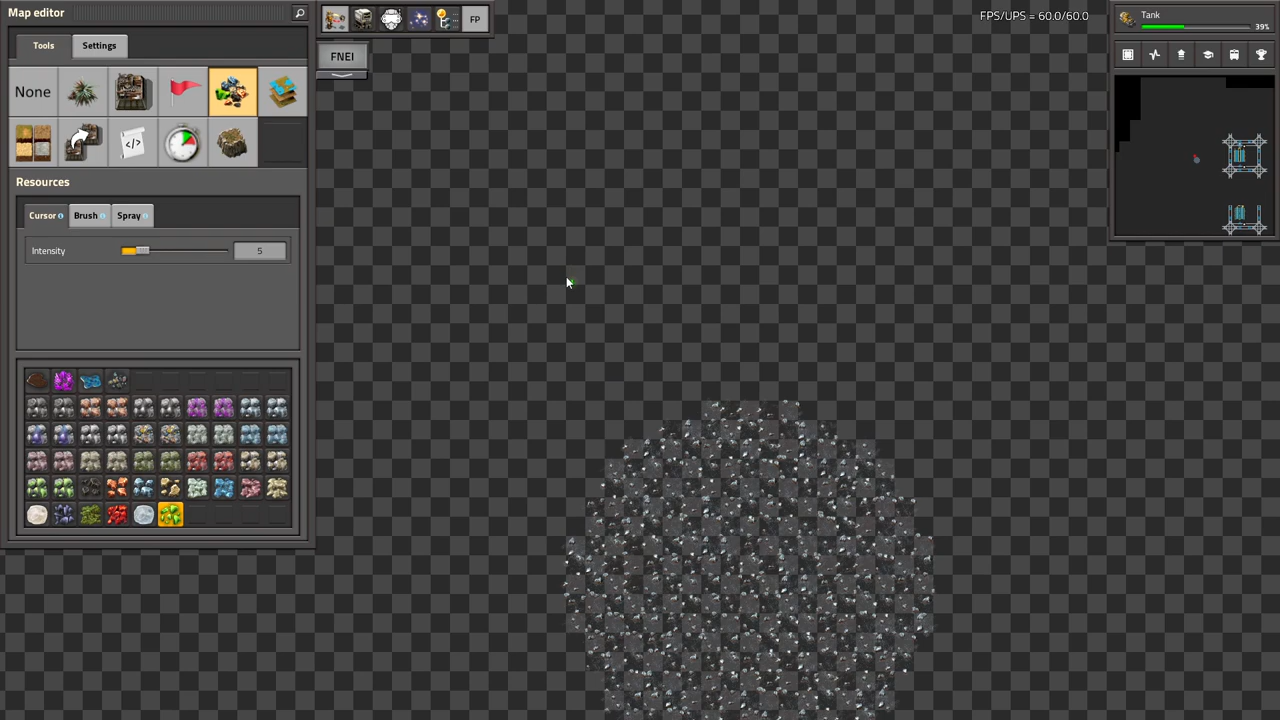 Map editor
FP
FPS/UPS = 60.0/60.0
Tank
39%
Tools
Settings
FNEI
None
</>
Resources
Cursor
Brush
Spray
Intensity
5